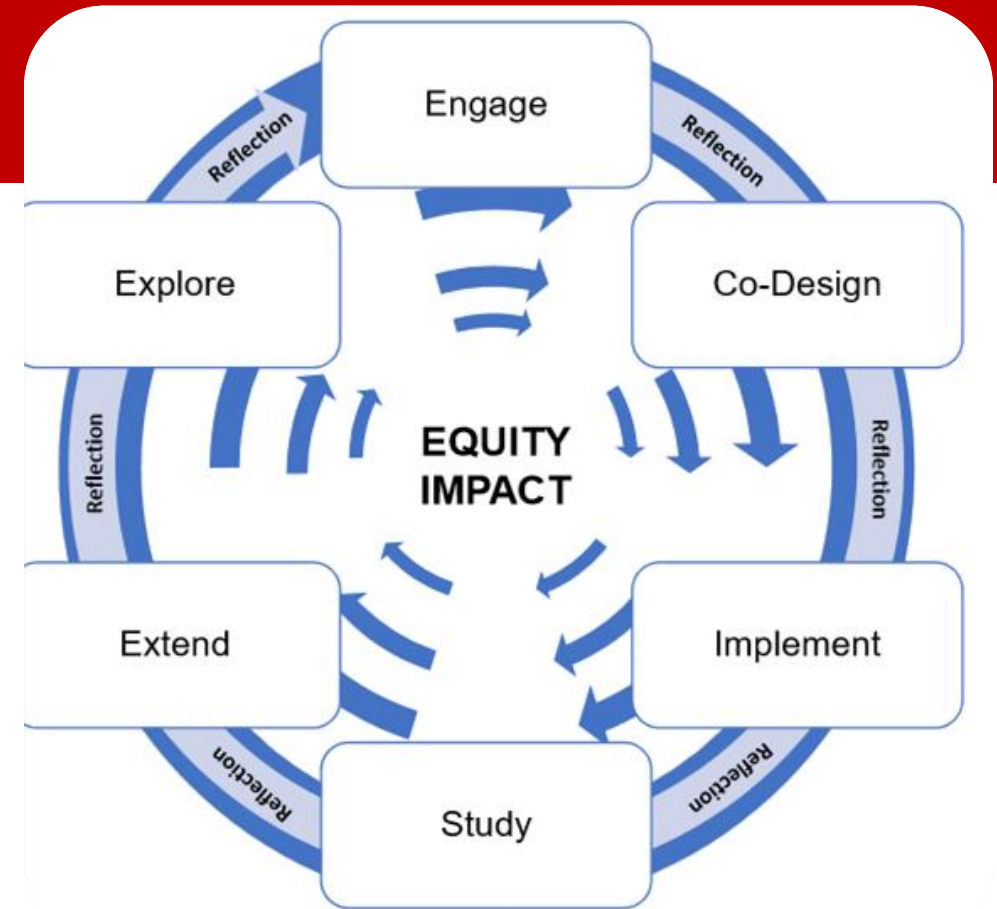 Engage
Reflection
Reflection
Explore
Co-Design
EQUITY
IMPACT
Reflection
Reflection
Extend
Implement
Reflection
Reflection
Study